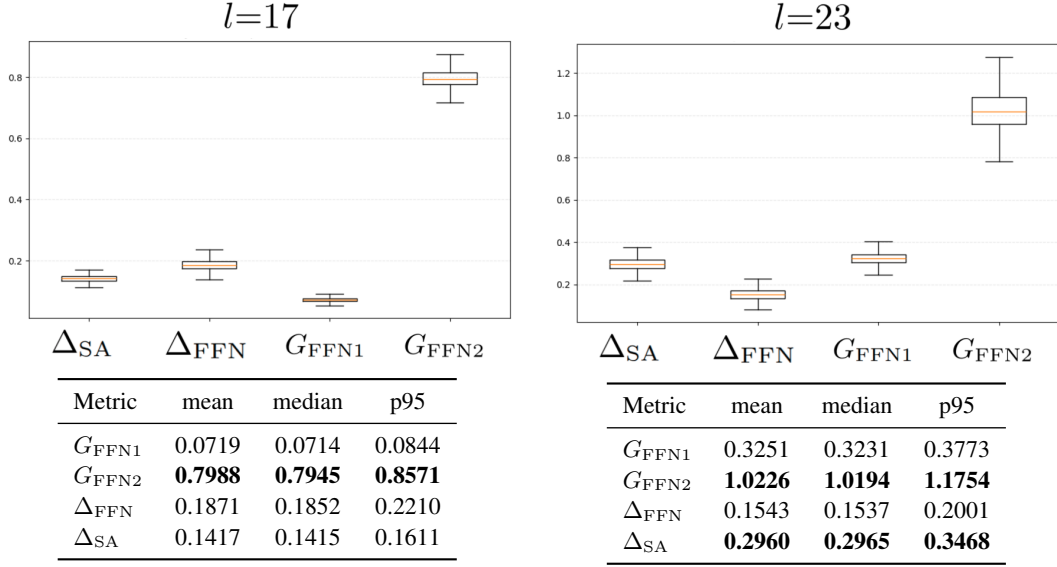 l=17
0.8
0.6
0.4
0.2
Δ_SA Δ_FFN G_FFN1 G_FFN2
Metric mean median p95
G_FFN1 0.0719 0.0714 0.0844
G_FFN2 0.7988 0.7945 0.8571
Δ_FFN 0.1871 0.1852 0.2210
Δ_SA 0.1417 0.1415 0.1611
l=23
1.2
1.0
0.8
0.6
0.4
0.2
Δ_SA Δ_FFN G_FFN1 G_FFN2
Metric mean median p95
G_FFN1 0.3251 0.3231 0.3773
G_FFN2 1.0226 1.0194 1.1754
Δ_FFN 0.1543 0.1537 0.2001
Δ_SA 0.2960 0.2965 0.3468